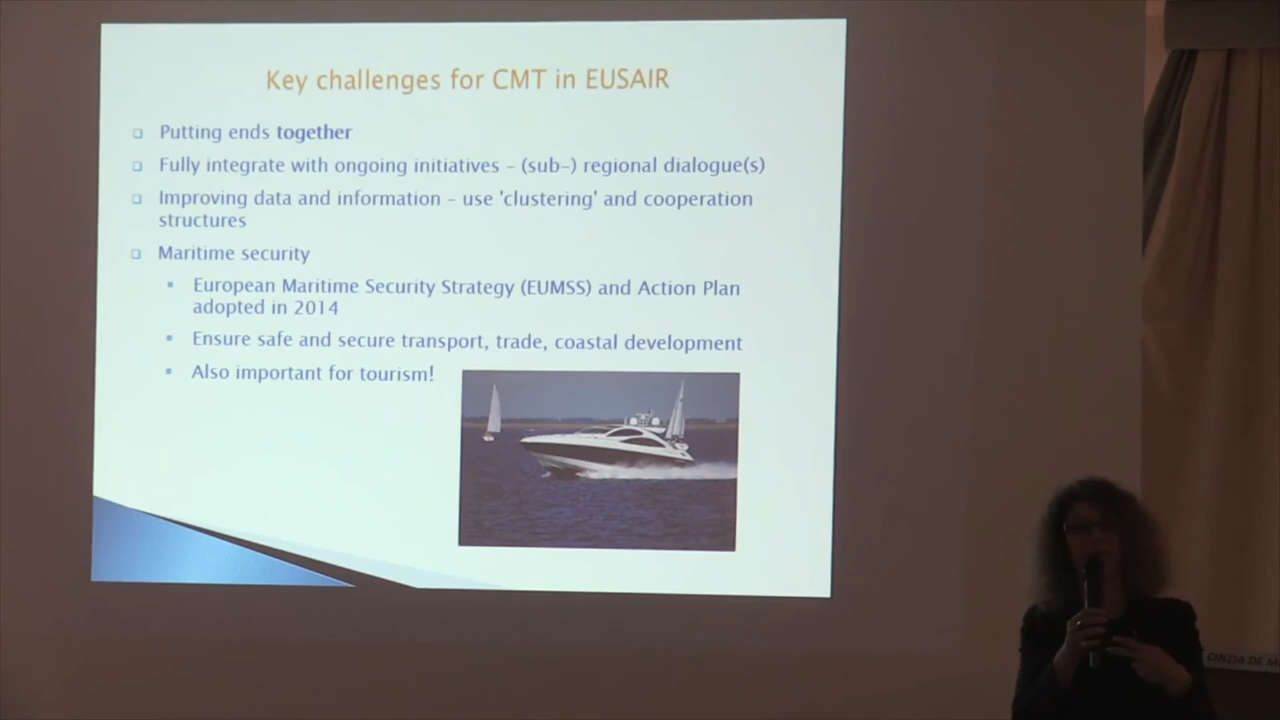 Key challenges for CMT in EUSAIR
Putting ends together
Fully integrate with ongoing initiatives – (sub-) regional dialogue(s)
Improving data and information – use 'clustering' and cooperation
structures
Maritime security
European Maritime Security Strategy (EUMSS) and Action Plan
adopted in 2014
Ensure safe and secure transport, trade, coastal development
Also important for tourism!
CINZIA DE